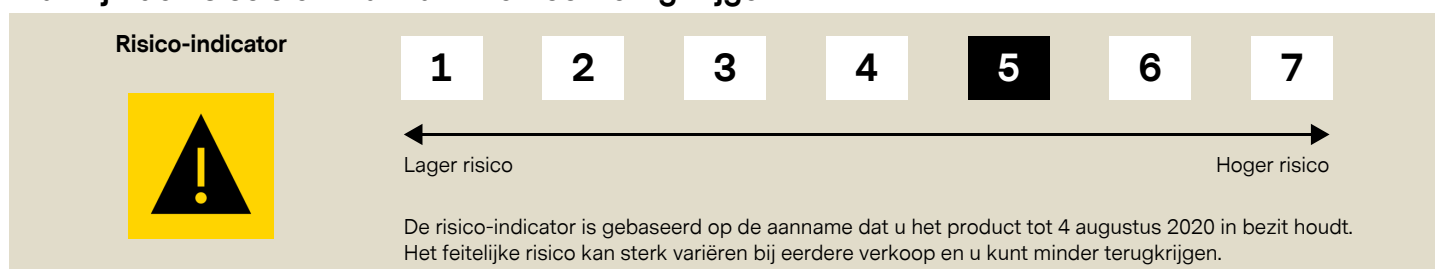 Risico-indicator
1 2 3 4 5 6 7
Lager risico Hoger risico
De risico-indicator is gebaseerd op de aanname dat u het product tot 4 augustus 2020 in bezit houdt.
Het feitelijke risico kan sterk variëren bij eerdere verkoop en u kunt minder terugkrijgen.